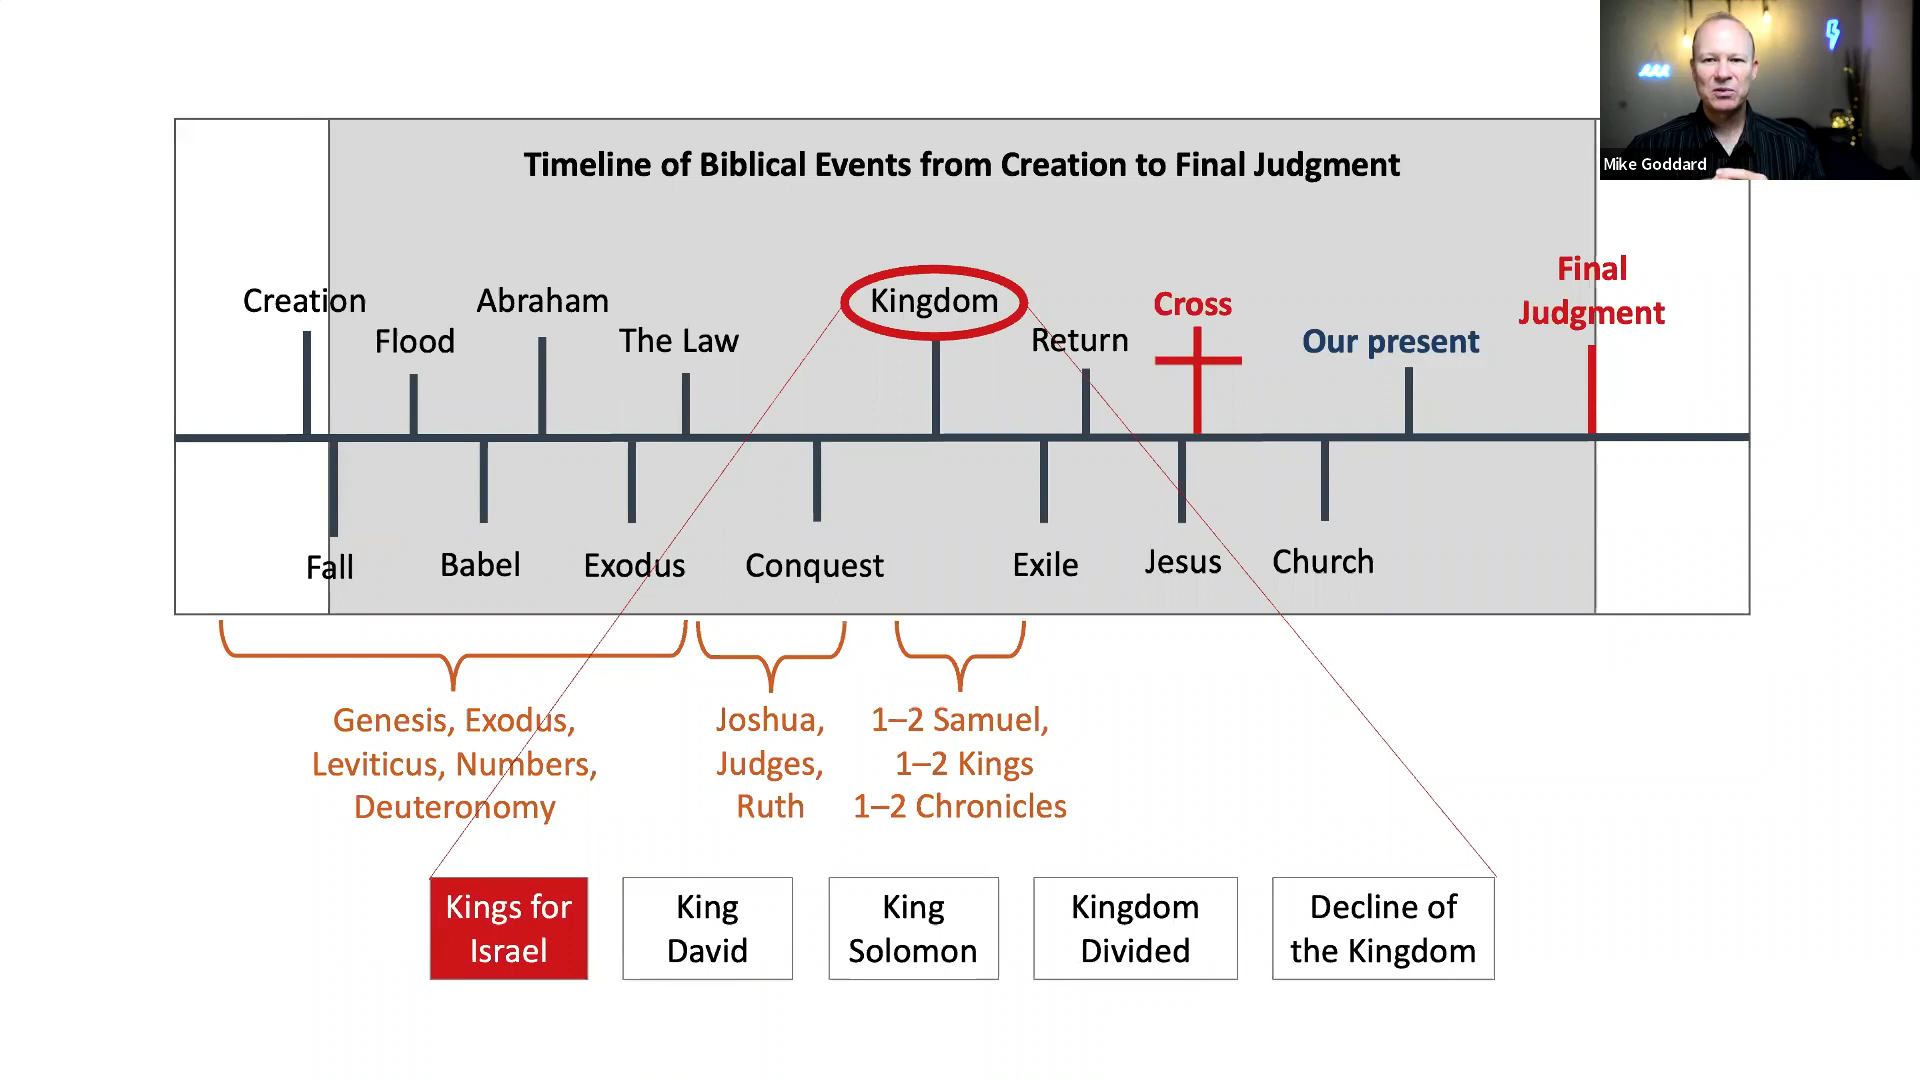 Mike Goddard
Timeline of Biblical Events from Creation to Final Judgment
Creation
Flood
Abraham
The Law
Kingdom
Return
Cross
Our present
Final
Judgment
Fall
Babel
Exodus
Conquest
Exile
Jesus
Church
Genesis, Exodus,
Leviticus, Numbers,
Deuteronomy
Joshua,
Judges,
Ruth
1–2 Samuel,
1–2 Kings
1–2 Chronicles
Kings for
Israel
King
David
King
Solomon
Kingdom
Divided
Decline of
the Kingdom